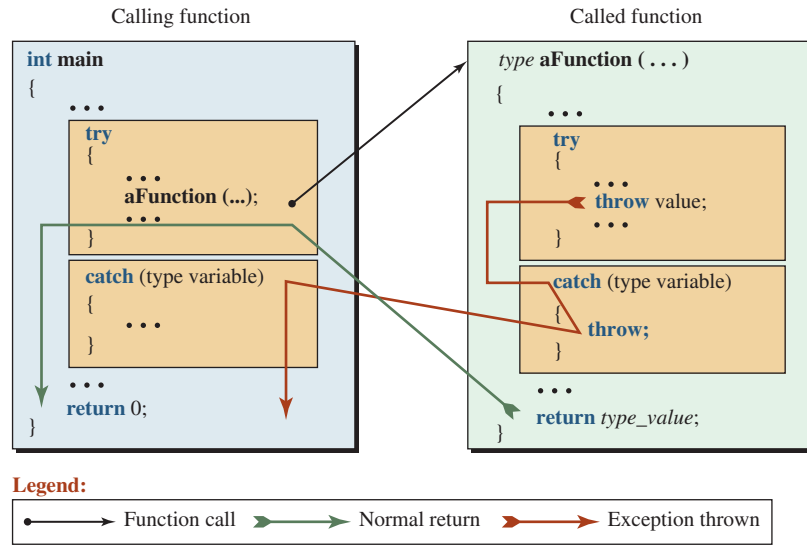 Calling function
int main
{
...
try
{
...
aFunction (...);
...
}
catch (type variable)
{
...
}
...
return 0;
}
Called function
type aFunction ( . . . )
{
...
try
{
...
throw value;
...
}
catch (type variable)
{
throw;
}
...
return type_value;
}
Legend:
Function call
Normal return
Exception thrown